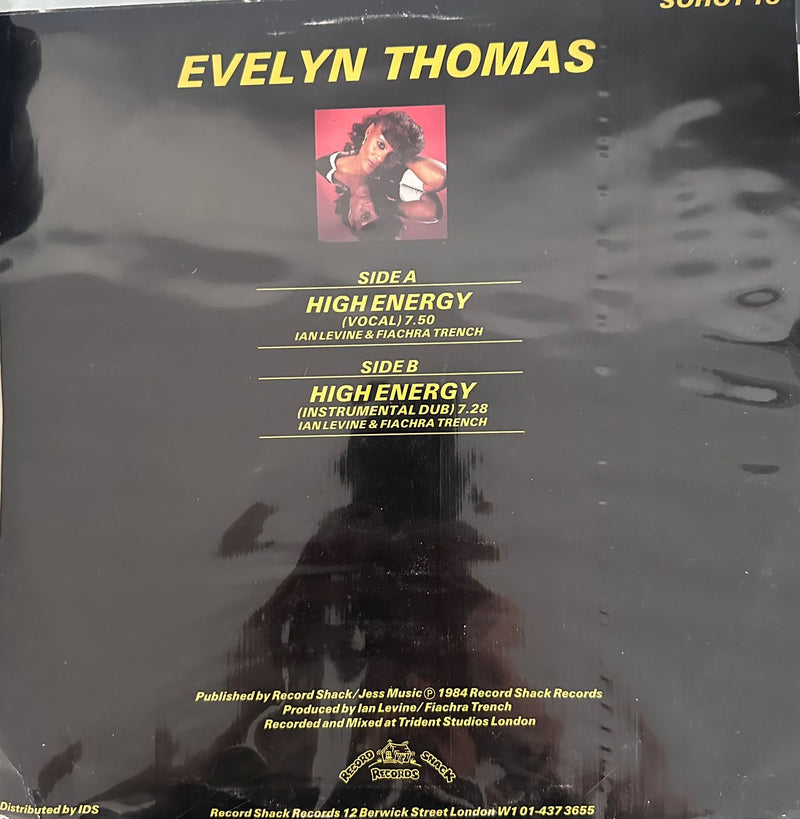 SOHOT 18
EVELYN THOMAS
SIDE A
HIGH ENERGY
(VOCAL) 7.50
IAN LEVINE & FIACHRA TRENCH
SIDE B
HIGH ENERGY
(INSTRUMENTAL DUB) 7.28
IAN LEVINE & FIACHRA TRENCH
Published by Record Shack/Jess Music ℗ 1984 Record Shack Records
Produced by Ian Levine/Fiachra Trench
Recorded and Mixed at Trident Studios London
RECORD SHACK
RECORDS
Distributed by IDS
Record Shack Records 12 Berwick Street London W1 01-437 3655